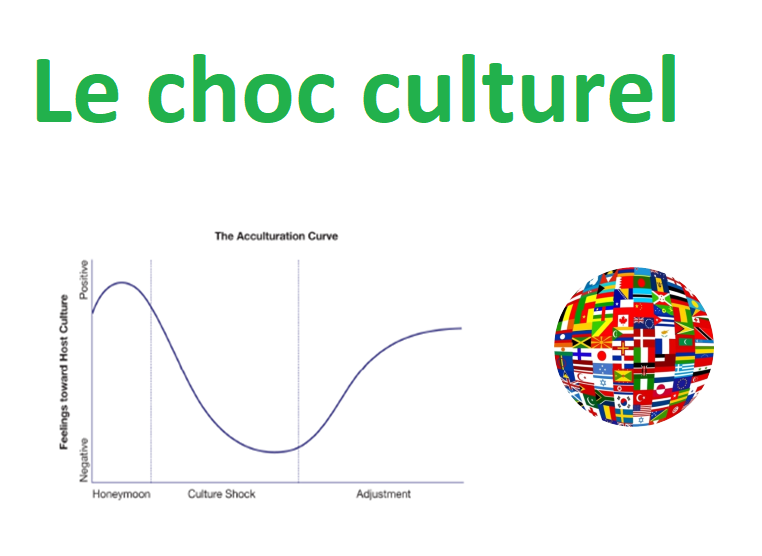 Le choc culturel
The Acculturation Curve
Positive
Feelings toward Host Culture
Negative
Honeymoon
Culture Shock
Adjustment